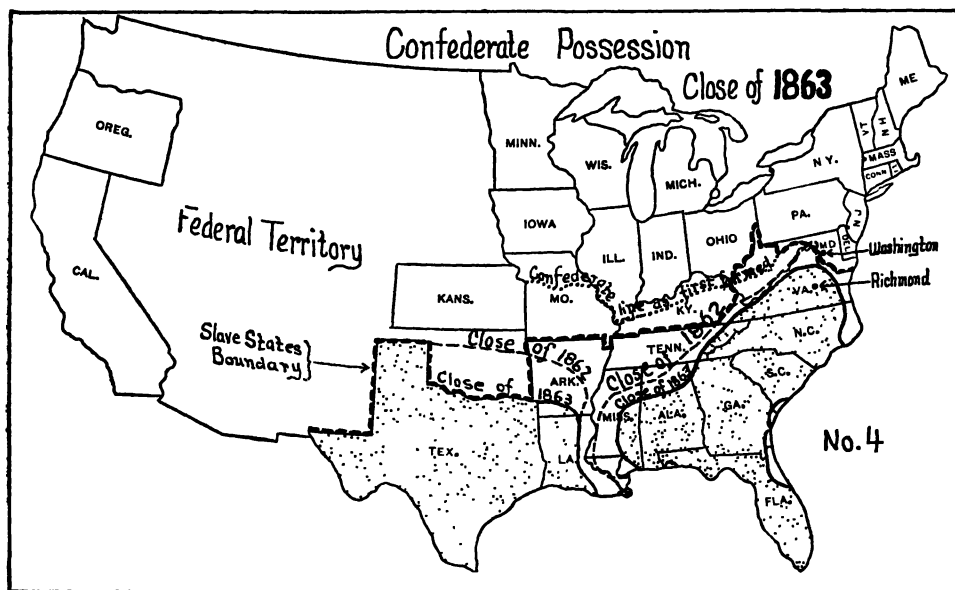 Confederate Possession
Close of 1863
ME.
VT.
N H
OREG.
MINN.
WIS.
MICH.
N Y.
MASS
CONN
R.I.
IOWA
PA.
N J
Federal Territory
ILL.
IND.
OHIO
MD
DEL
Washington
CAL.
KANS.
MO.
Confederate line as first formed
KY.
VA.
Richmond
Slave States
Boundary
Close of 1862
TENN.
N.C.
Close of 1862
Close of 1863
ARK.
Close of 1863
S.C.
MISS.
ALA.
GA.
No. 4
TEX.
LA.
FLA.